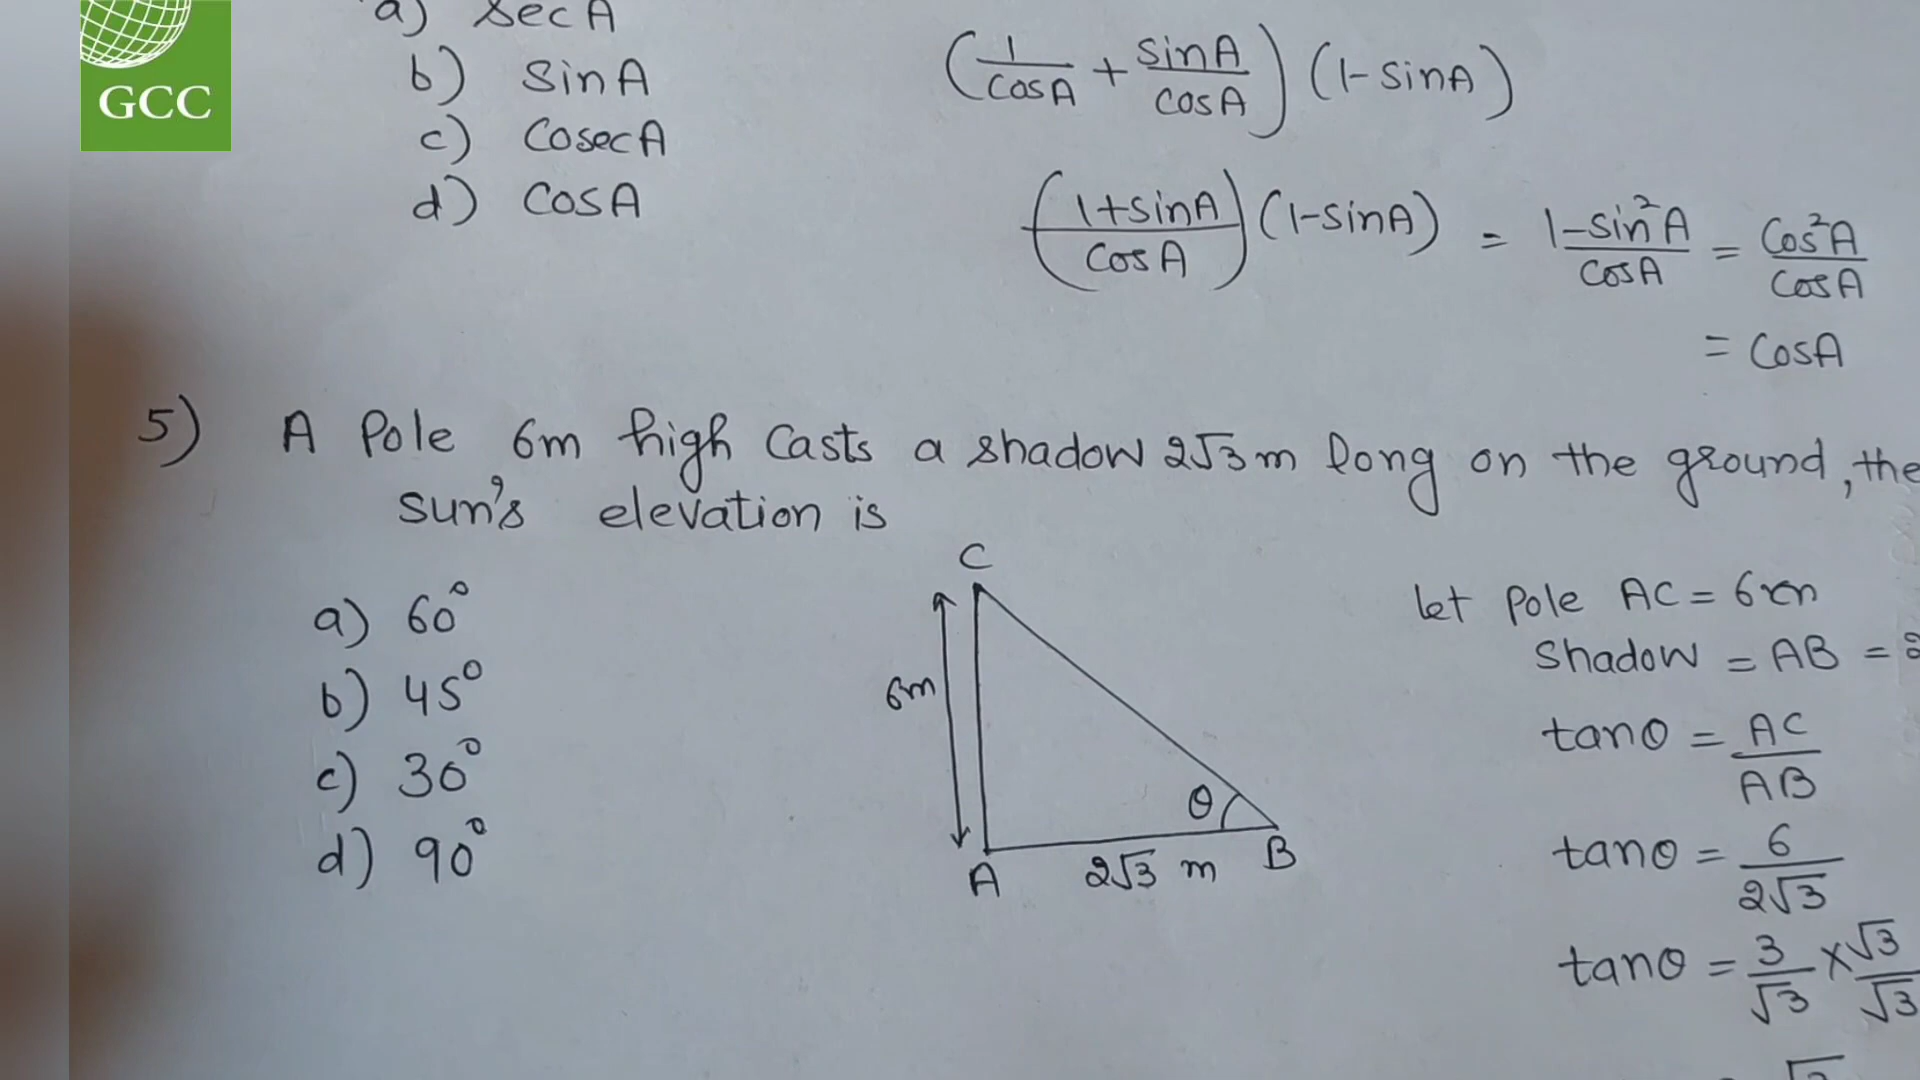 GCC
a) secA
b) sinA
c) CosecA
d) CosA
(1/cosA + sinA/cosA) (1-sinA)
(1+sinA/cosA) (1-sinA) = 1-sin²A/cosA = Cos²A/cosA
= CosA
5) A Pole 6m high casts a shadow 2√3 m long on the ground, the
sun's elevation is
a) 60°
b) 45°
c) 30°
d) 90°
C
6m
θ
A
2√3 m
B
let pole AC = 6m
shadow = AB = 2
tanθ = AC/AB
tanθ = 6/2√3
tanθ = 3/√3 × √3/√3